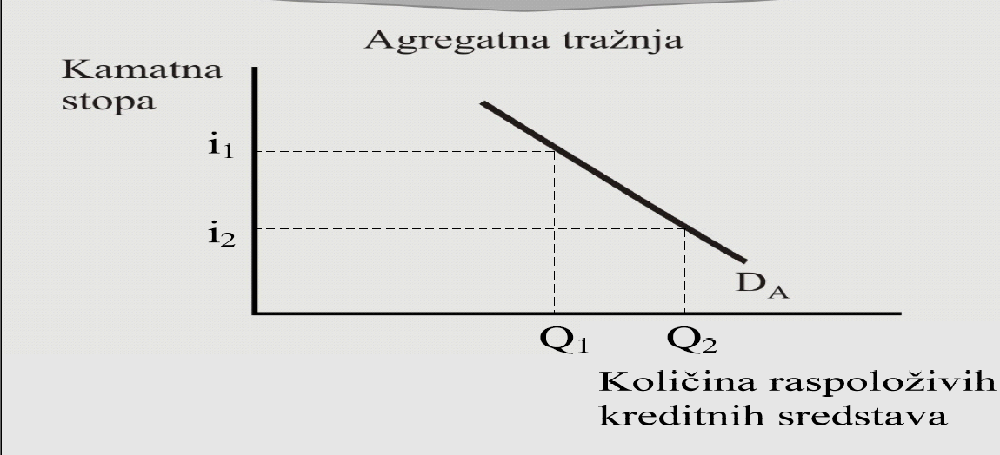 Agregatna tražnja
Kamatna
stopa
i1
i2
DA
Q1
Q2
Količina raspoloživih
kreditnih sredstava